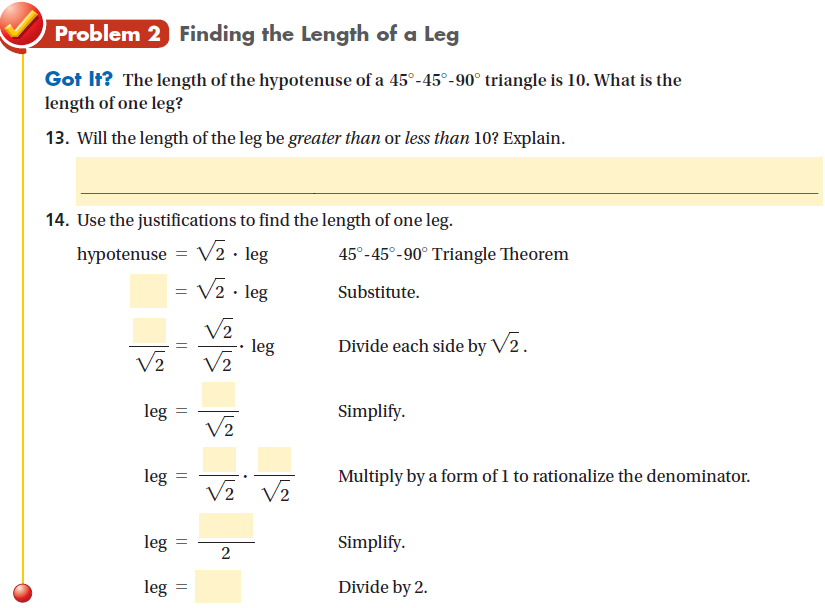 Problem 2 Finding the Length of a Leg
Got It? The length of the hypotenuse of a 45°-45°-90° triangle is 10. What is the
length of one leg?
13. Will the length of the leg be greater than or less than 10? Explain.
14. Use the justifications to find the length of one leg.
hypotenuse = √2 · leg 45°-45°-90° Triangle Theorem
= √2 · leg Substitute.
/√2 = √2/√2 · leg Divide each side by √2.
leg = /√2 Simplify.
leg = /√2 · /√2 Multiply by a form of 1 to rationalize the denominator.
leg = /2 Simplify.
leg = Divide by 2.